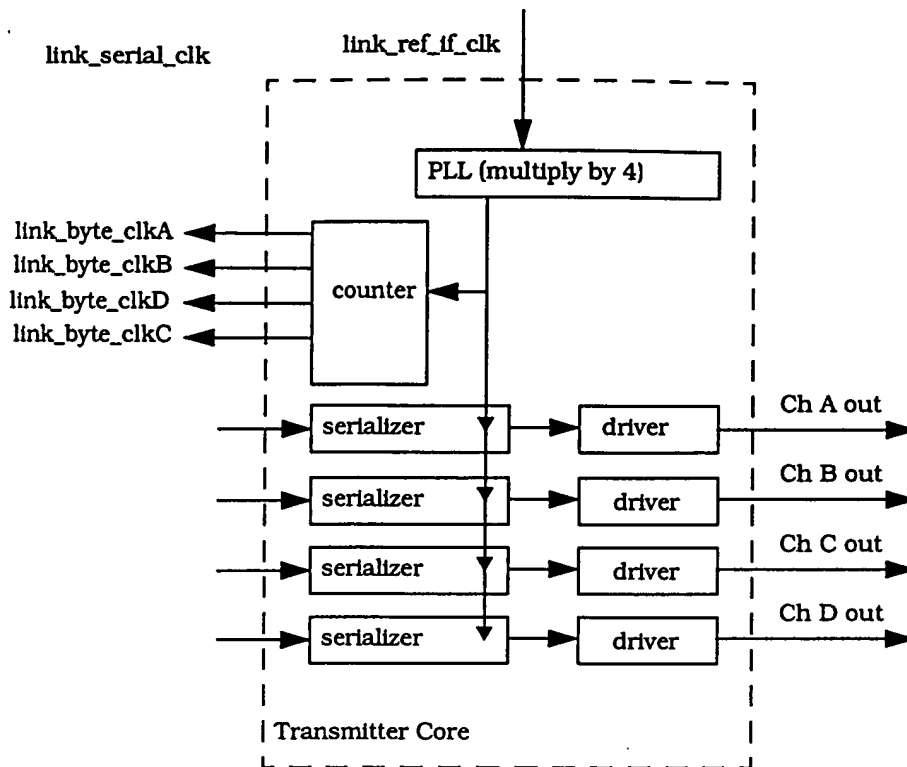 link_serial_clk
link_ref_if_clk
PLL (multiply by 4)
link_byte_clkA
link_byte_clkB
link_byte_clkD
link_byte_clkC
counter
serializer
driver
Ch A out
serializer
driver
Ch B out
serializer
driver
Ch C out
serializer
driver
Ch D out
Transmitter Core